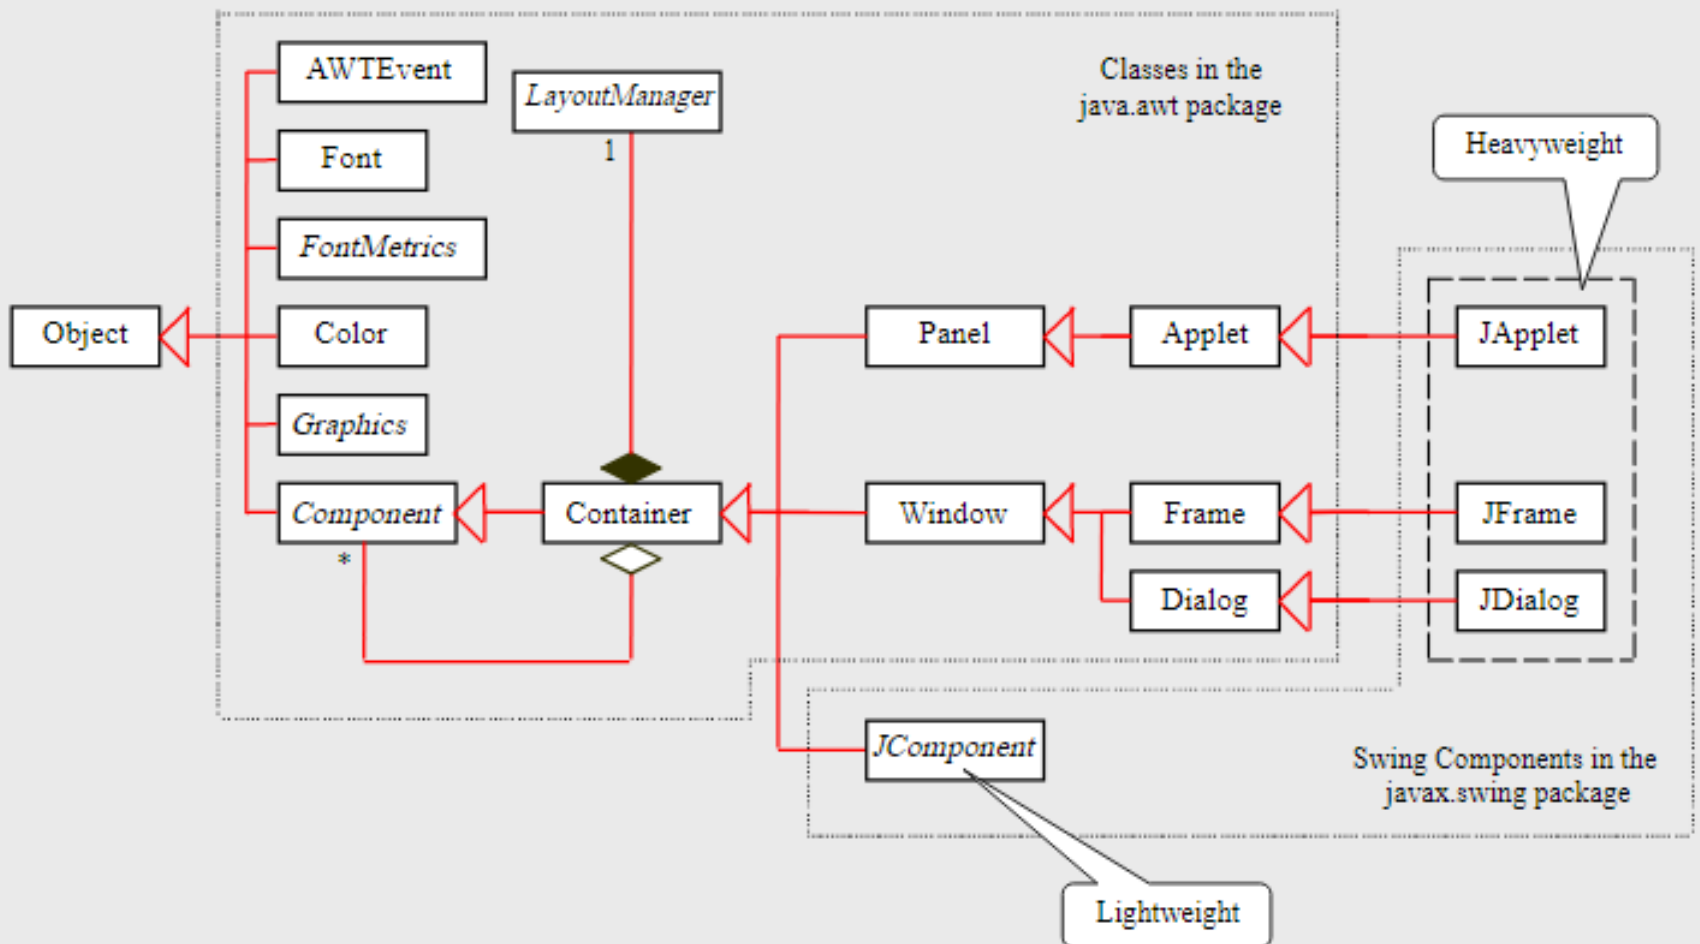 AWTEvent
LayoutManager
Classes in the
java.awt package
1
Heavyweight
Font
FontMetrics
Object
Color
Panel
Applet
JApplet
Graphics
Component
Container
Window
Frame
JFrame
*
Dialog
JDialog
JComponent
Swing Components in the
javax.swing package
Lightweight